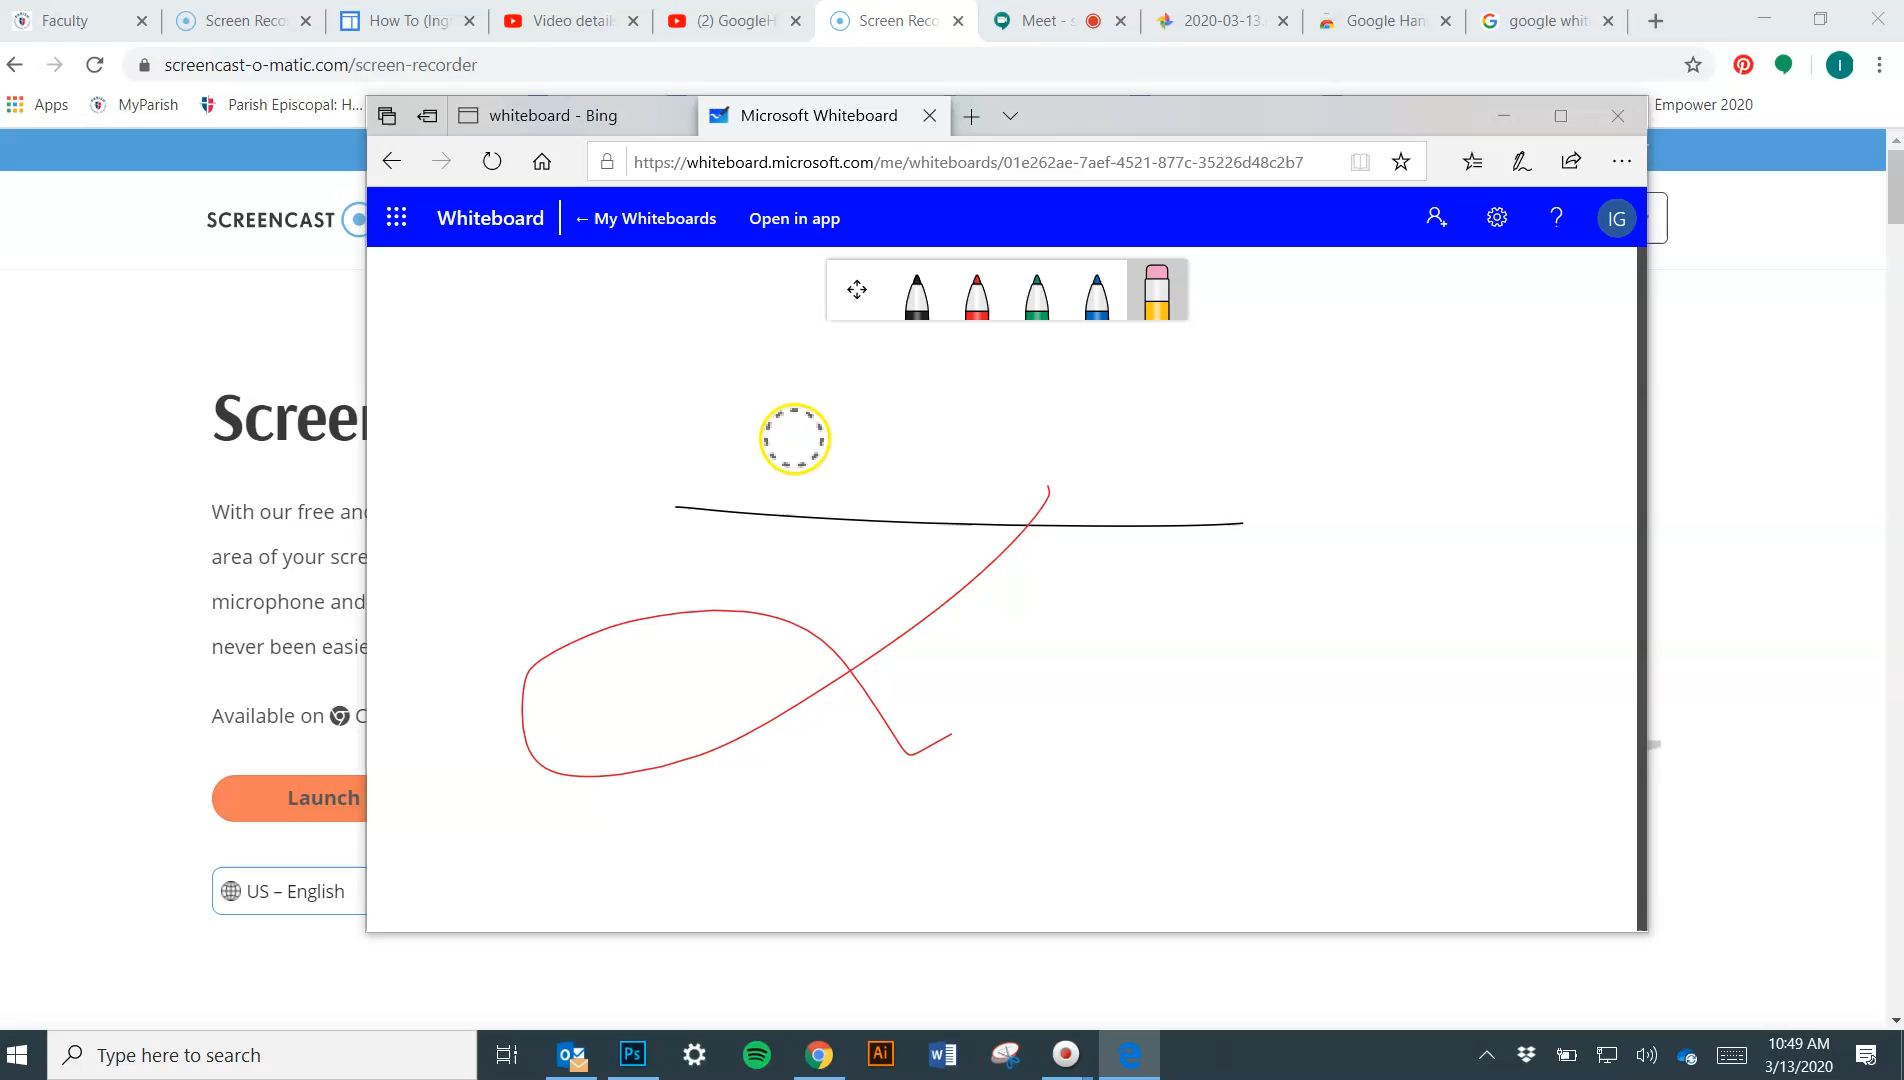 Faculty
Screen Reco
How To (Ing
Video detail
(2) GoogleH
Screen Reco
Meet - s
2020-03-13
Google Han
google whit
screencast-o-matic.com/screen-recorder
I
Apps
MyParish
Parish Episcopal: H...
Empower 2020
whiteboard - Bing
Microsoft Whiteboard
https://whiteboard.microsoft.com/me/whiteboards/01e262ae-7aef-4521-877c-35226d48c2b7
SCREENCAST
Whiteboard
← My Whiteboards
Open in app
?
IG
Scree
With our free and
area of your scre
microphone and
never been easie
Available on
C
Launch
US – English
Type here to search
Ps
Ai
10:49 AM
3/13/2020